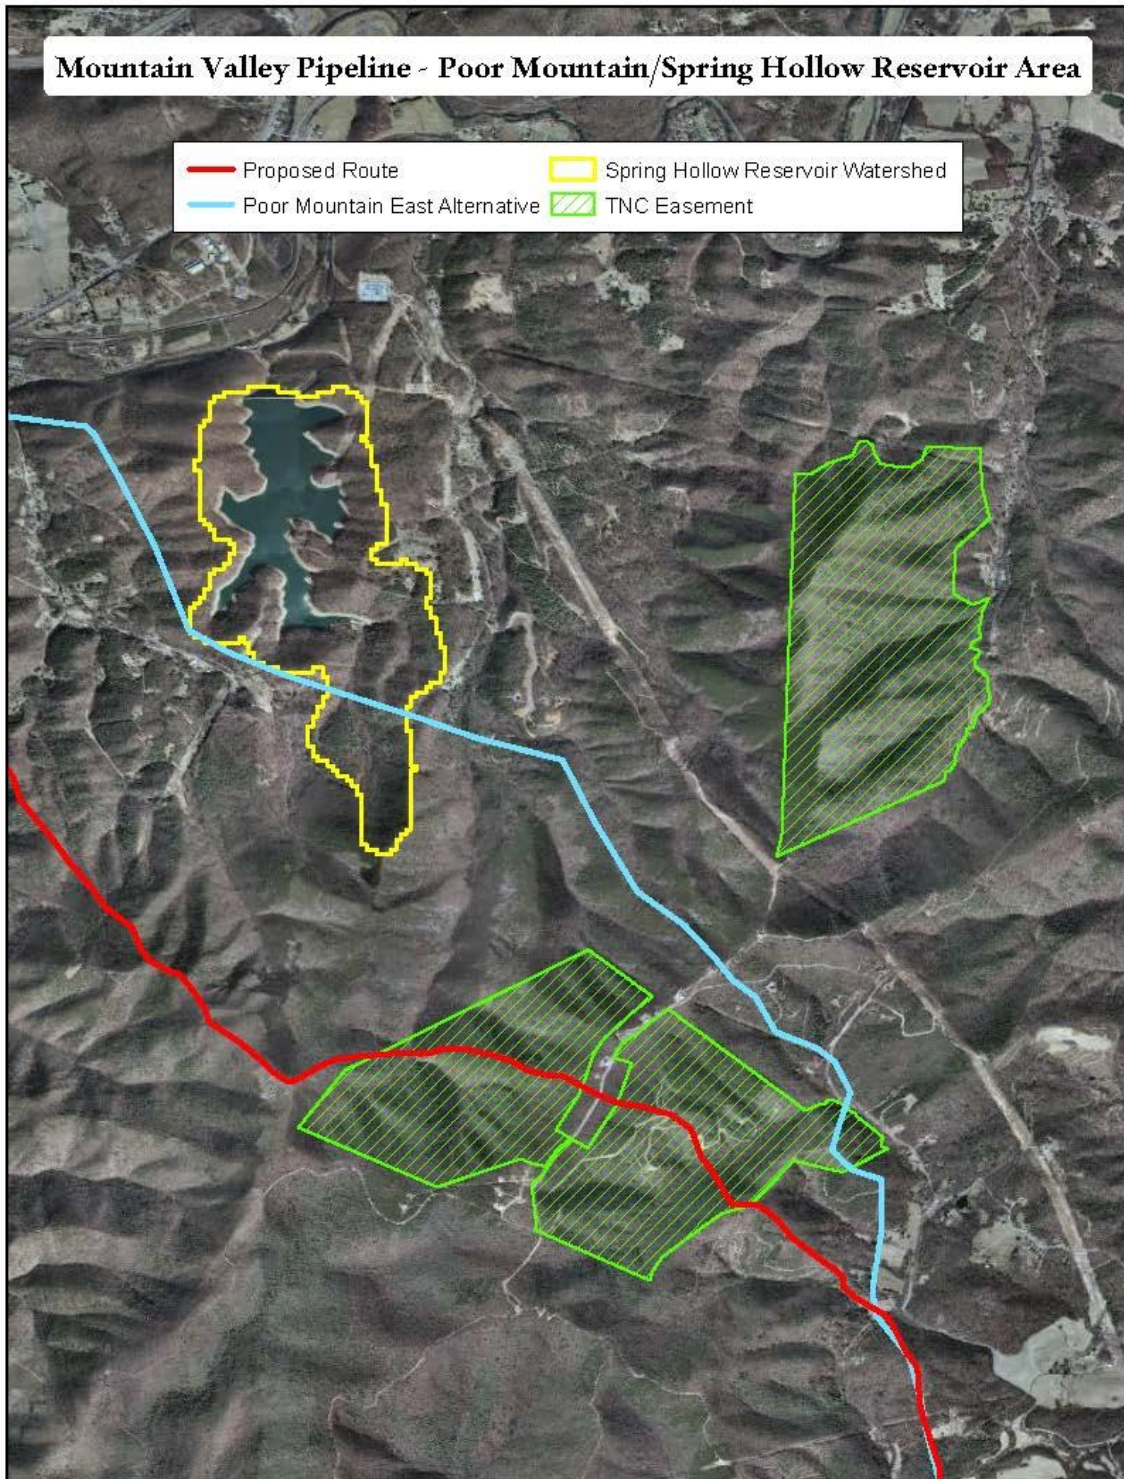 Mountain Valley Pipeline - Poor Mountain/Spring Hollow Reservoir Area
Proposed Route
Spring Hollow Reservoir Watershed
Poor Mountain East Alternative
TNC Easement